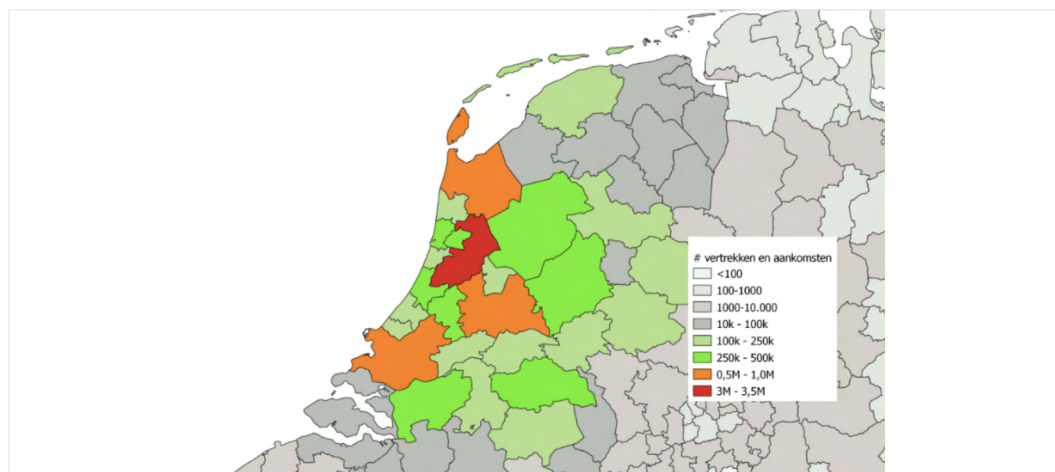 # vertrekken en aankomsten
<100
100-1000
1000-10.000
10k - 100k
100k - 250k
250k - 500k
0,5M - 1,0M
3M - 3,5M